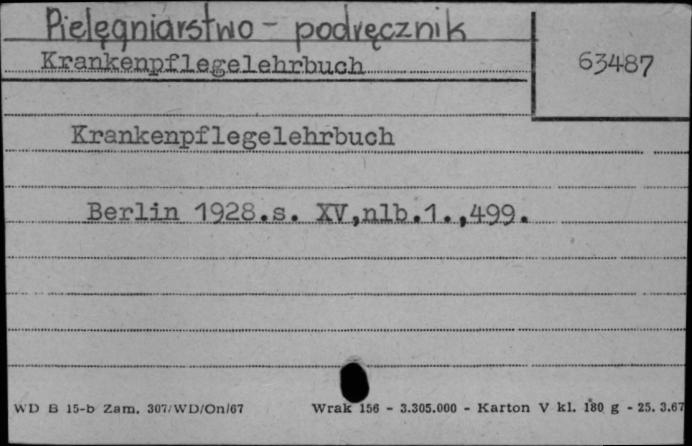 Pielęgniarstwo - podręcznik
Krankenpflegelehrbuch
63487
Krankenpflegelehrbuch
Berlin 1928.s. XV,nlb.1.,499.
WD B 15-b Zam. 307/WD/On/67
Wrak 156 - 3.305.000 - Karton V kl. 180 g - 25. 3.67